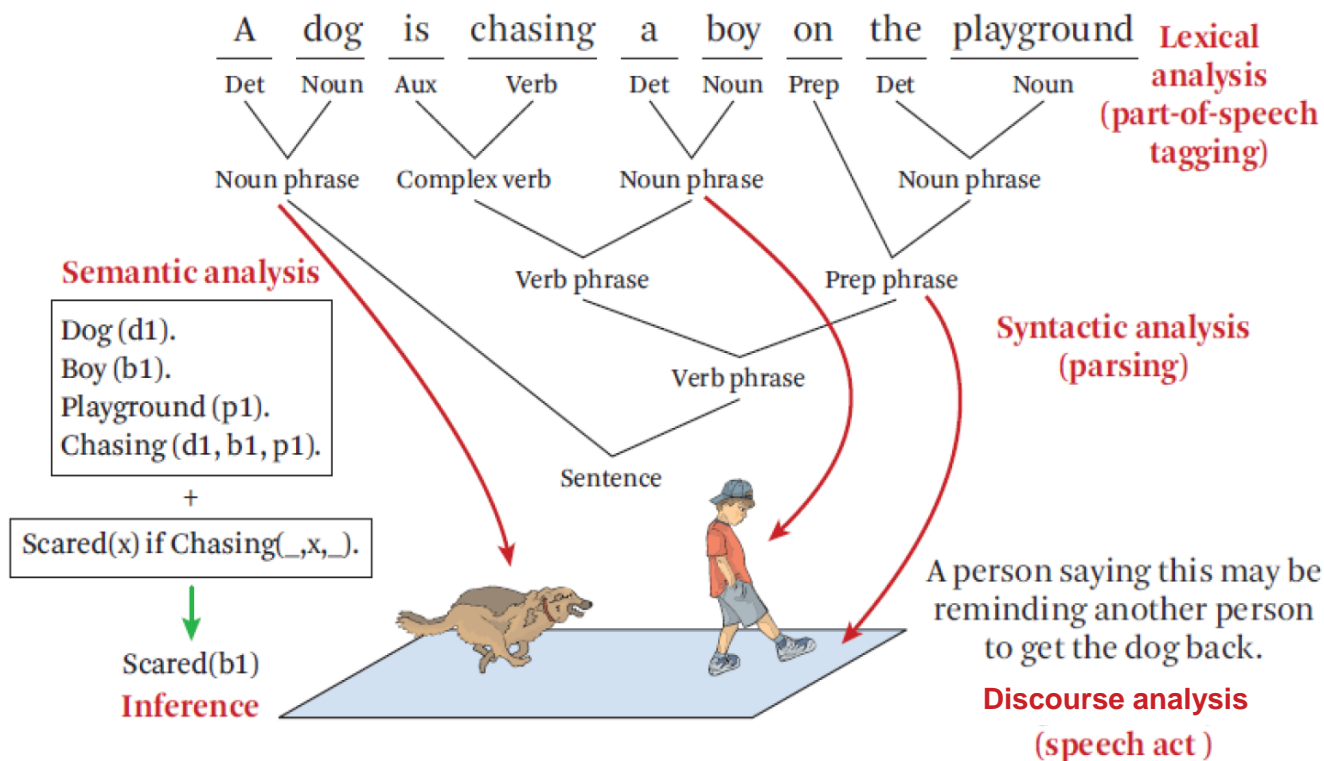 A dog is chasing a boy on the playground
Lexical
analysis
(part-of-speech
tagging)
Det Noun Aux Verb Det Noun Prep Det Noun
Noun phrase Complex verb Noun phrase Noun phrase
Semantic analysis
Verb phrase Prep phrase
Dog (d1).
Boy (b1).
Playground (p1).
Chasing (d1, b1, p1).
Syntactic analysis
(parsing)
Verb phrase
Sentence
+
Scared(x) if Chasing(_,x,_).
Scared(b1)
Inference
A person saying this may be
reminding another person
to get the dog back.
Discourse analysis
(speech act )